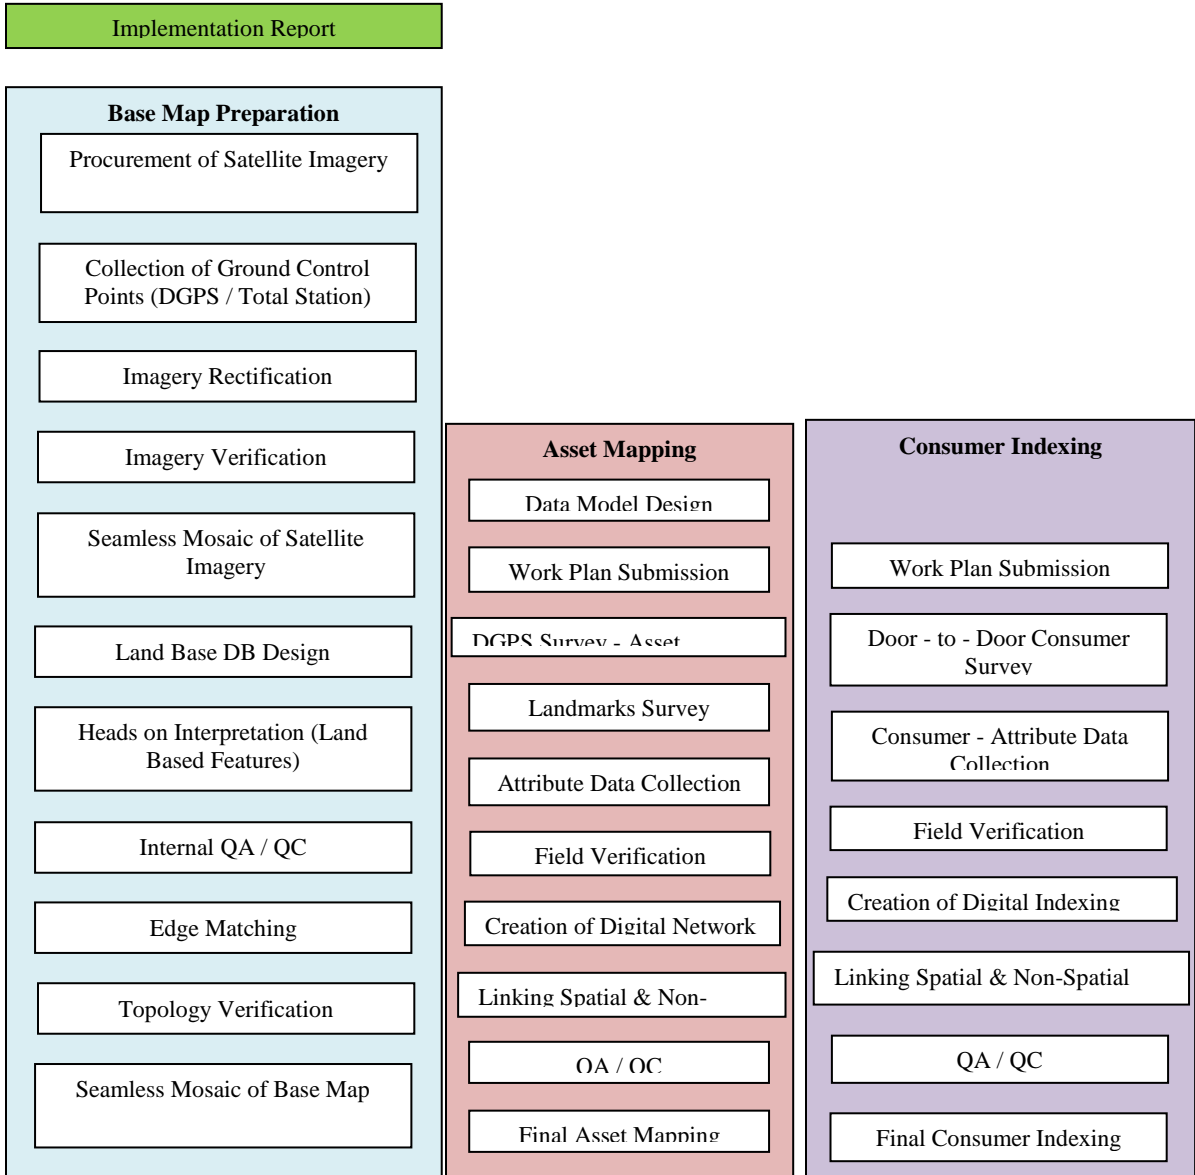 Implementation Report
Base Map Preparation
Procurement of Satellite Imagery
Collection of Ground Control
Points (DGPS / Total Station)
Imagery Rectification
Imagery Verification
Seamless Mosaic of Satellite
Imagery
Land Base DB Design
Heads on Interpretation (Land
Based Features)
Internal QA / QC
Edge Matching
Topology Verification
Seamless Mosaic of Base Map
Asset Mapping
Data Model Design
Work Plan Submission
DGPS Survey - Asset
Landmarks Survey
Attribute Data Collection
Field Verification
Creation of Digital Network
Linking Spatial & Non-
QA / QC
Final Asset Mapping
Consumer Indexing
Work Plan Submission
Door - to - Door Consumer
Survey
Consumer - Attribute Data
Collection
Field Verification
Creation of Digital Indexing
Linking Spatial & Non-Spatial
QA / QC
Final Consumer Indexing